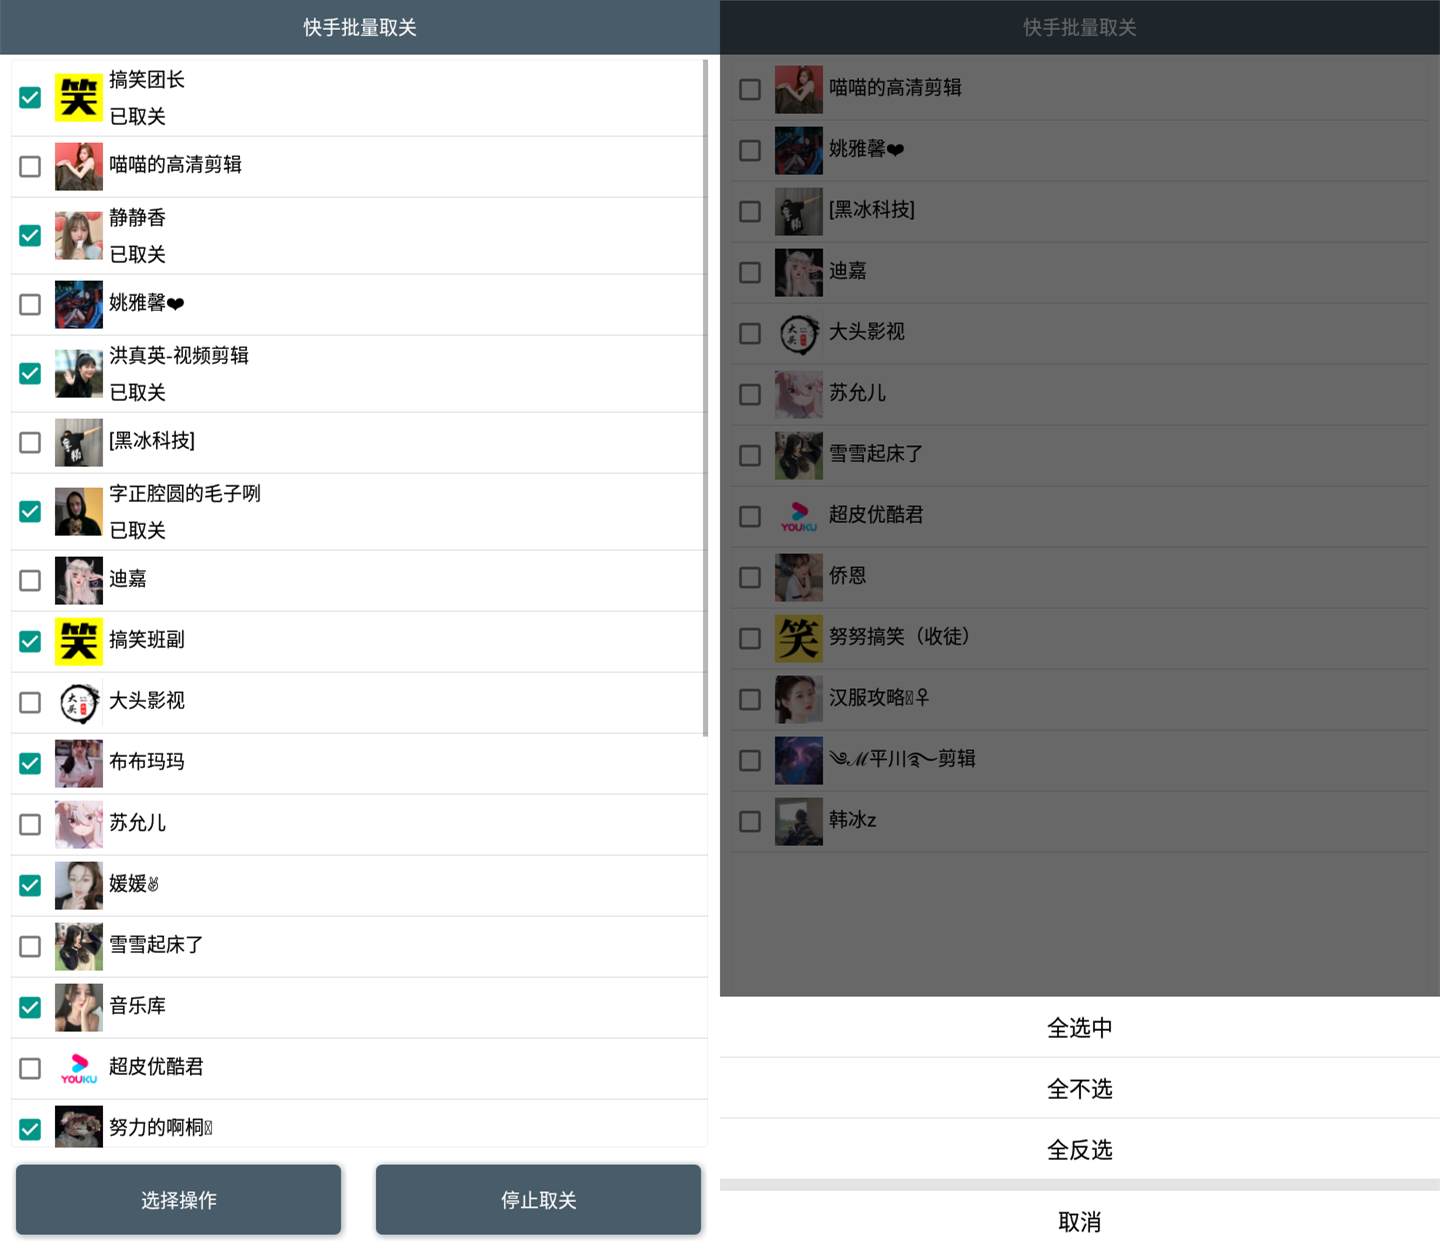 快手批量取关
搞笑团长
已取关
喵喵的高清剪辑
静静香
已取关
姚雅馨❤
洪真英-视频剪辑
已取关
[黑冰科技]
字正腔圆的毛子咧
已取关
迪嘉
搞笑班副
大头影视
布布玛玛
苏允儿
媛媛✌
雪雪起床了
音乐库
超皮优酷君
YOUKU
努力的啊桐
选择操作
停止取关
快手批量取关
喵喵的高清剪辑
姚雅馨❤
[黑冰科技]
迪嘉
大头影视
苏允儿
雪雪起床了
超皮优酷君
YOUKU
侨恩
笑
努努搞笑（收徒）
汉服攻略♀
༄ℳ平川࿐剪辑
韩冰z
全选中
全不选
全反选
取消